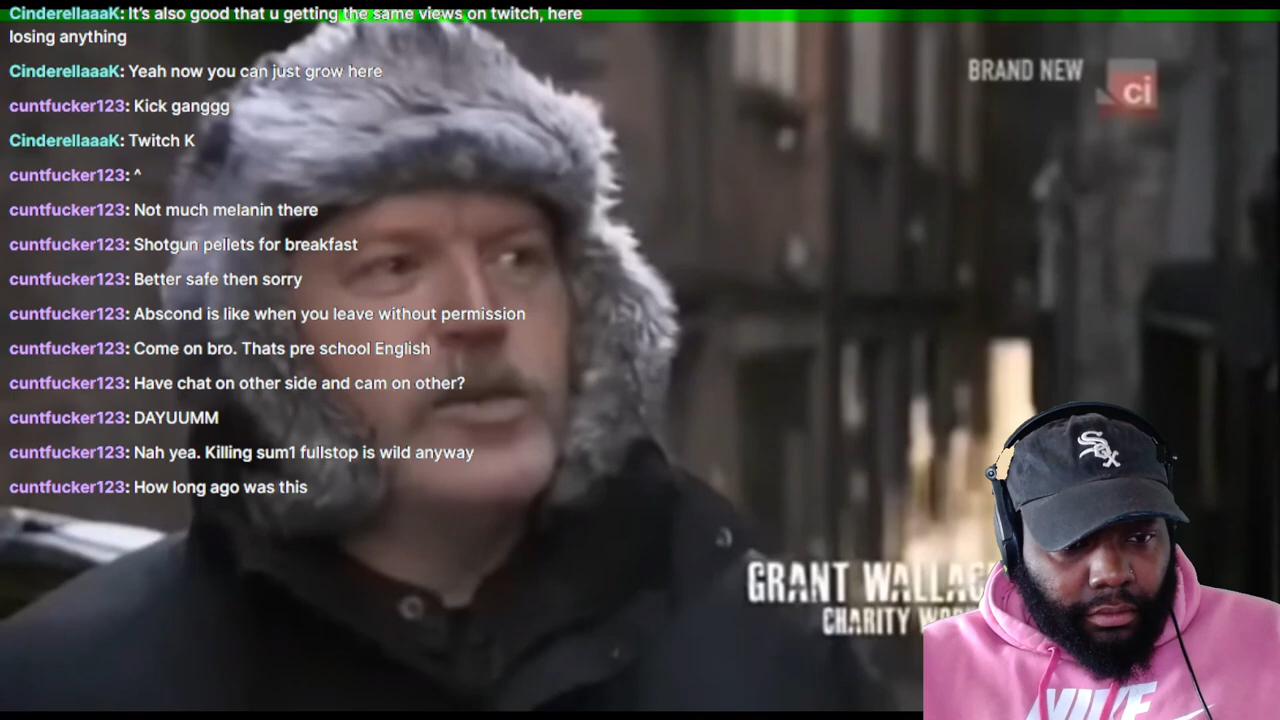 CinderellaaaK: It's also good that u getting the same views on twitch, here
losing anything
CinderellaaaK: Yeah now you can just grow here
cuntfucker123: Kick ganggg
CinderellaaaK: Twitch K
cuntfucker123: ^
cuntfucker123: Not much melanin there
cuntfucker123: Shotgun pellets for breakfast
cuntfucker123: Better safe then sorry
cuntfucker123: Abscond is like when you leave without permission
cuntfucker123: Come on bro. Thats pre school English
cuntfucker123: Have chat on other side and cam on other?
cuntfucker123: DAYUUMM
cuntfucker123: Nah yea. Killing sum1 fullstop is wild anyway
cuntfucker123: How long ago was this
BRAND NEW
ci
SOX
GRANT WALLAC
CHARITY WOR
NIKE